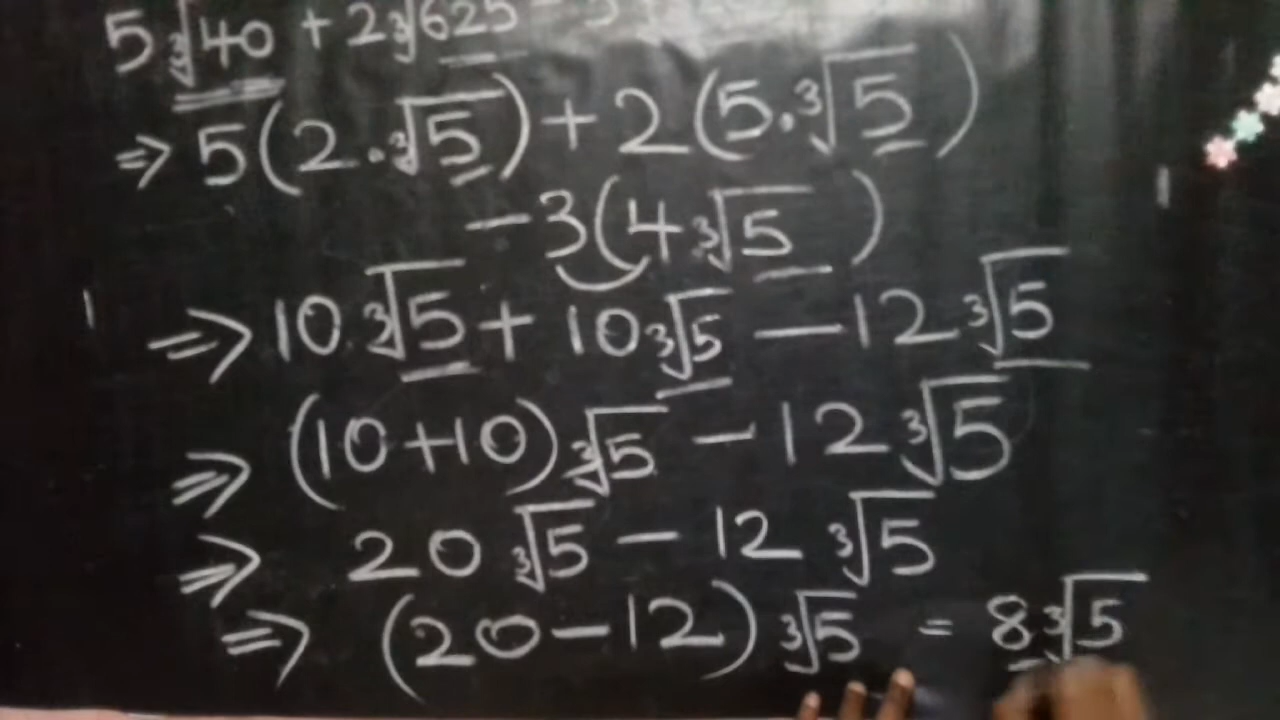 5∛40 + 2∛625 - 3
⇒ 5(2.∛5) + 2(5.∛5)
- 3(4∛5)
⇒ 10∛5 + 10∛5 - 12∛5
⇒ (10+10)∛5 - 12∛5
⇒ 20∛5 - 12∛5
⇒ (20-12)∛5 = 8∛5